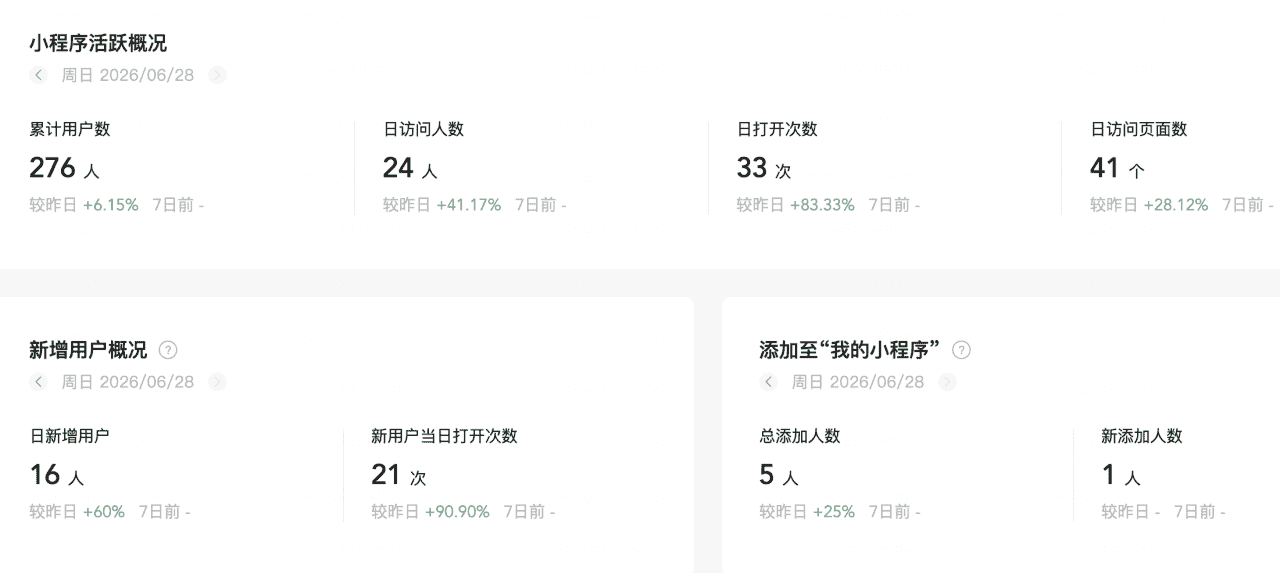 小程序活跃概况
周日 2026/06/28
累计用户数 日访问人数 日打开次数 日访问页面数
276 人 24 人 33 次 41 个
较昨日 +6.15% 7日前 - 较昨日 +41.17% 7日前 - 较昨日 +83.33% 7日前 - 较昨日 +28.12% 7日前 -
新增用户概况
周日 2026/06/28
日新增用户 新用户当日打开次数
16 人 21 次
较昨日 +60% 7日前 - 较昨日 +90.90% 7日前 -
添加至“我的小程序”
周日 2026/06/28
总添加人数 新添加人数
5 人 1 人
较昨日 +25% 7日前 - 较昨日 - 7日前 -